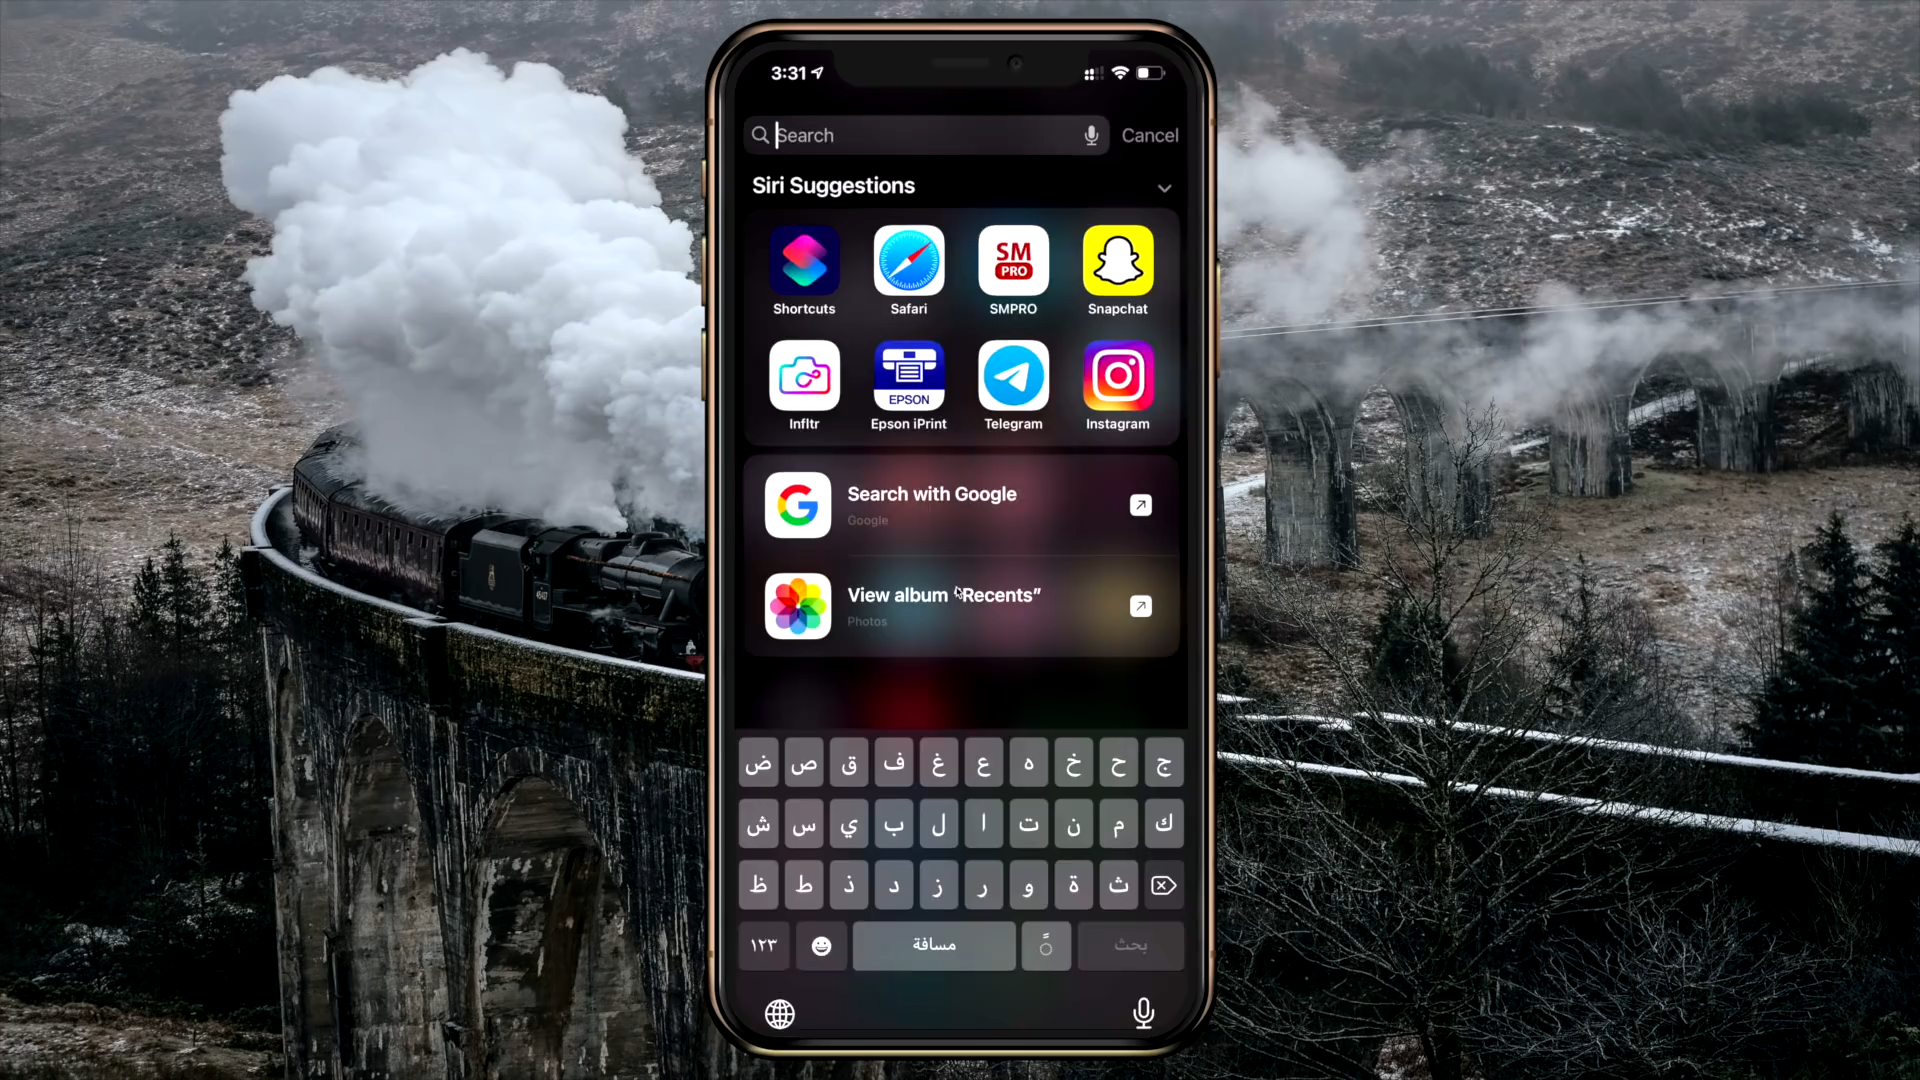 3:31
Search
Cancel
Siri Suggestions
SM
PRO
Shortcuts
Safari
SMPRO
Snapchat
EPSON
Infltr
Epson iPrint
Telegram
Instagram
G
Search with Google
Google
View album “Recents”
Photos
ض ص ق ف غ ع ه خ ح ج
ش س ي ب ل ا ت ن م ك
ظ ط ذ د ز ر و ة ث
١٢٣
مسافة
بحث